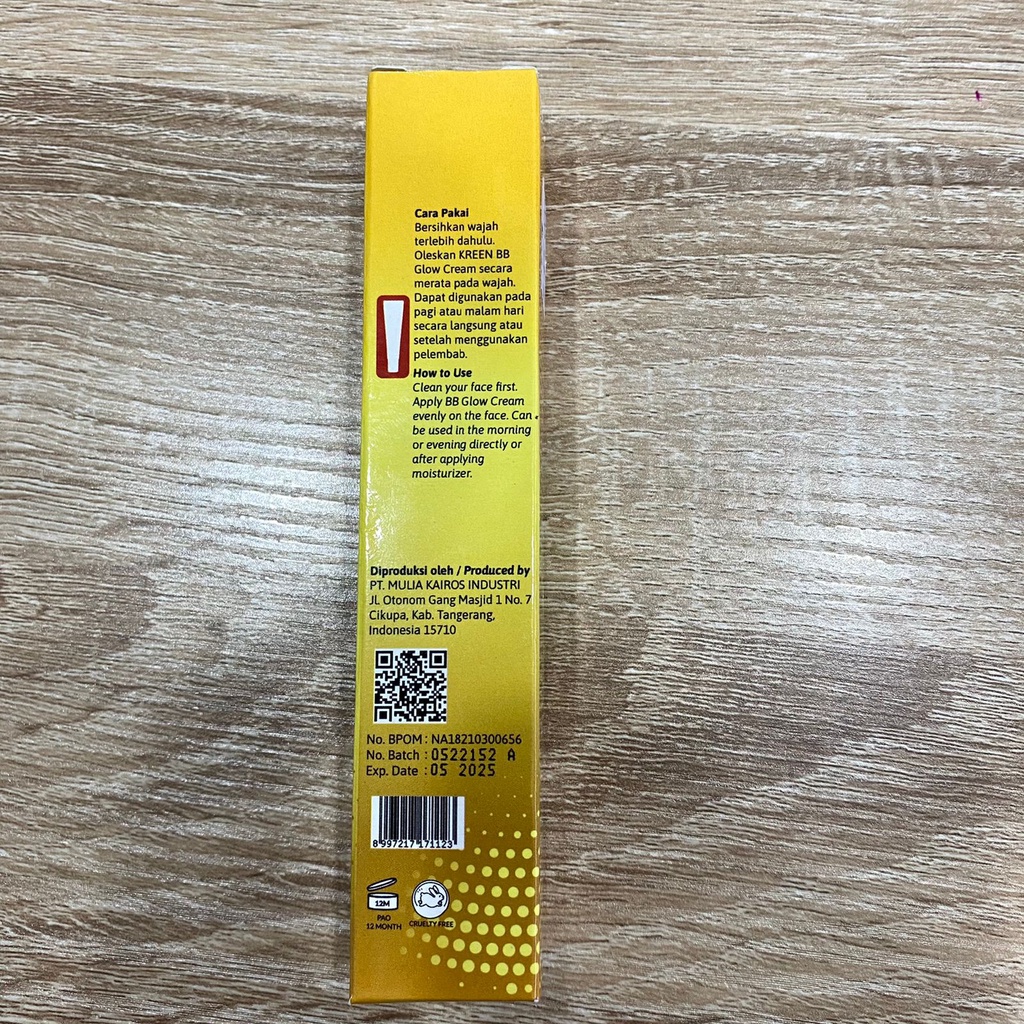 Cara Pakai
Bersihkan wajah
terlebih dahulu.
Oleskan KREEN BB
Glow Cream secara
merata pada wajah.
Dapat digunakan pada
pagi atau malam hari
secara langsung atau
setelah menggunakan
pelembab.
How to Use
Clean your face first.
Apply BB Glow Cream
evenly on the face. Can
be used in the morning
or evening directly or
after applying
moisturizer.
Diproduksi oleh / Produced by
PT. MULIA KAIROS INDUSTRI
JL Otonom Gang Masjid 1 No. 7
Cikupa, Kab. Tangerang,
Indonesia 15710
No. BPOM : NA18210300656
No. Batch : 0522152 A
Exp. Date : 05 2025
8 997217 171123
12M
PAO
12 MONTH
CRUELTY FREE